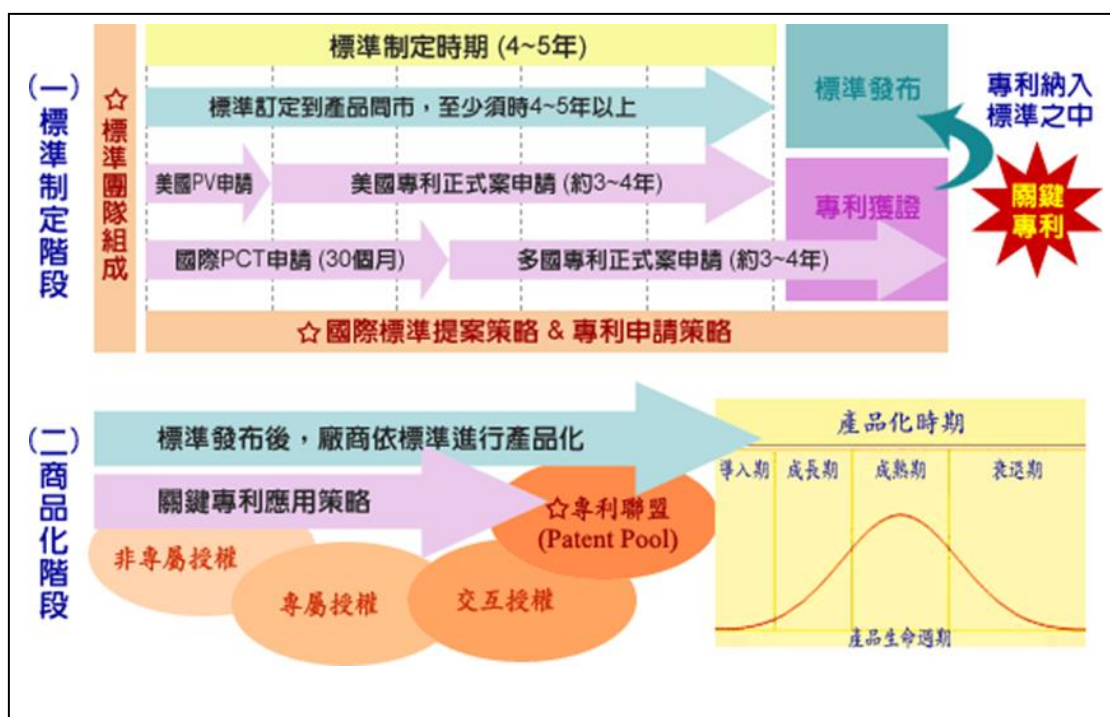 (一)標準制定階段
☆標準團隊組成
標準制定時期 (4~5年)
標準訂定到產品問市，至少須時4~5年以上
美國PV申請
美國專利正式案申請 (約3~4年)
國際PCT申請 (30個月)
多國專利正式案申請 (約3~4年)
標準發布
專利獲證
專利納入
標準之中
關鍵
專利
☆國際標準提案策略 & 專利申請策略
(二)商品化階段
標準發布後，廠商依標準進行產品化
關鍵專利應用策略
非專屬授權
專屬授權
交互授權
☆專利聯盟
(Patent Pool)
產品化時期
導入期
成長期
成熟期
衰退期
產品生命週期